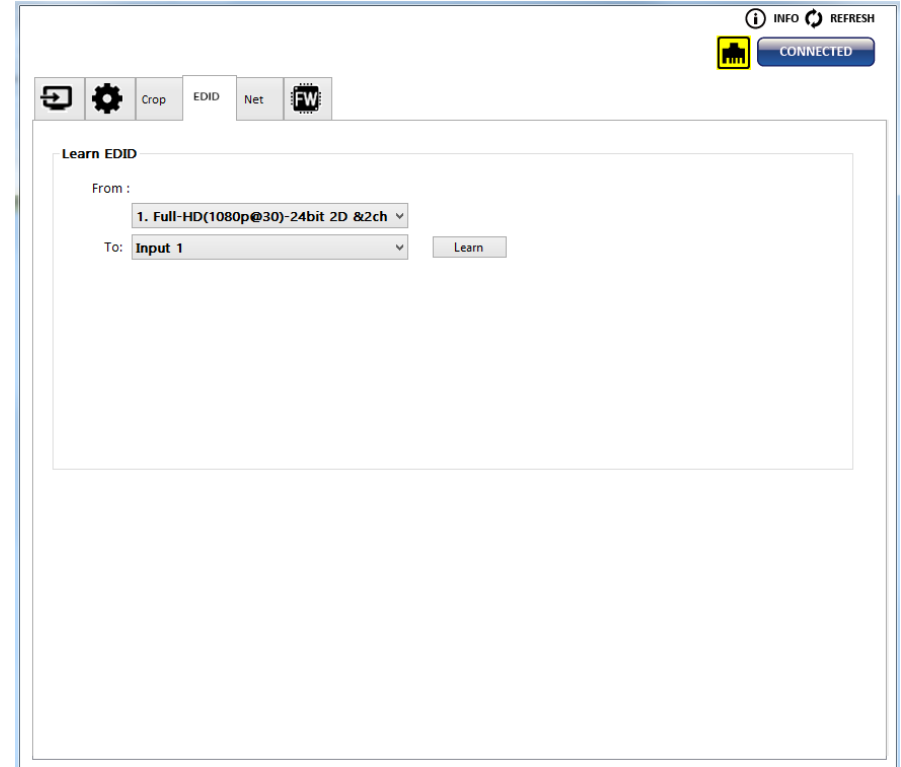 INFO REFRESH
CONNECTED
Crop EDID Net FW
Learn EDID
From :
1. Full-HD(1080p@30)-24bit 2D &2ch
To: Input 1 Learn